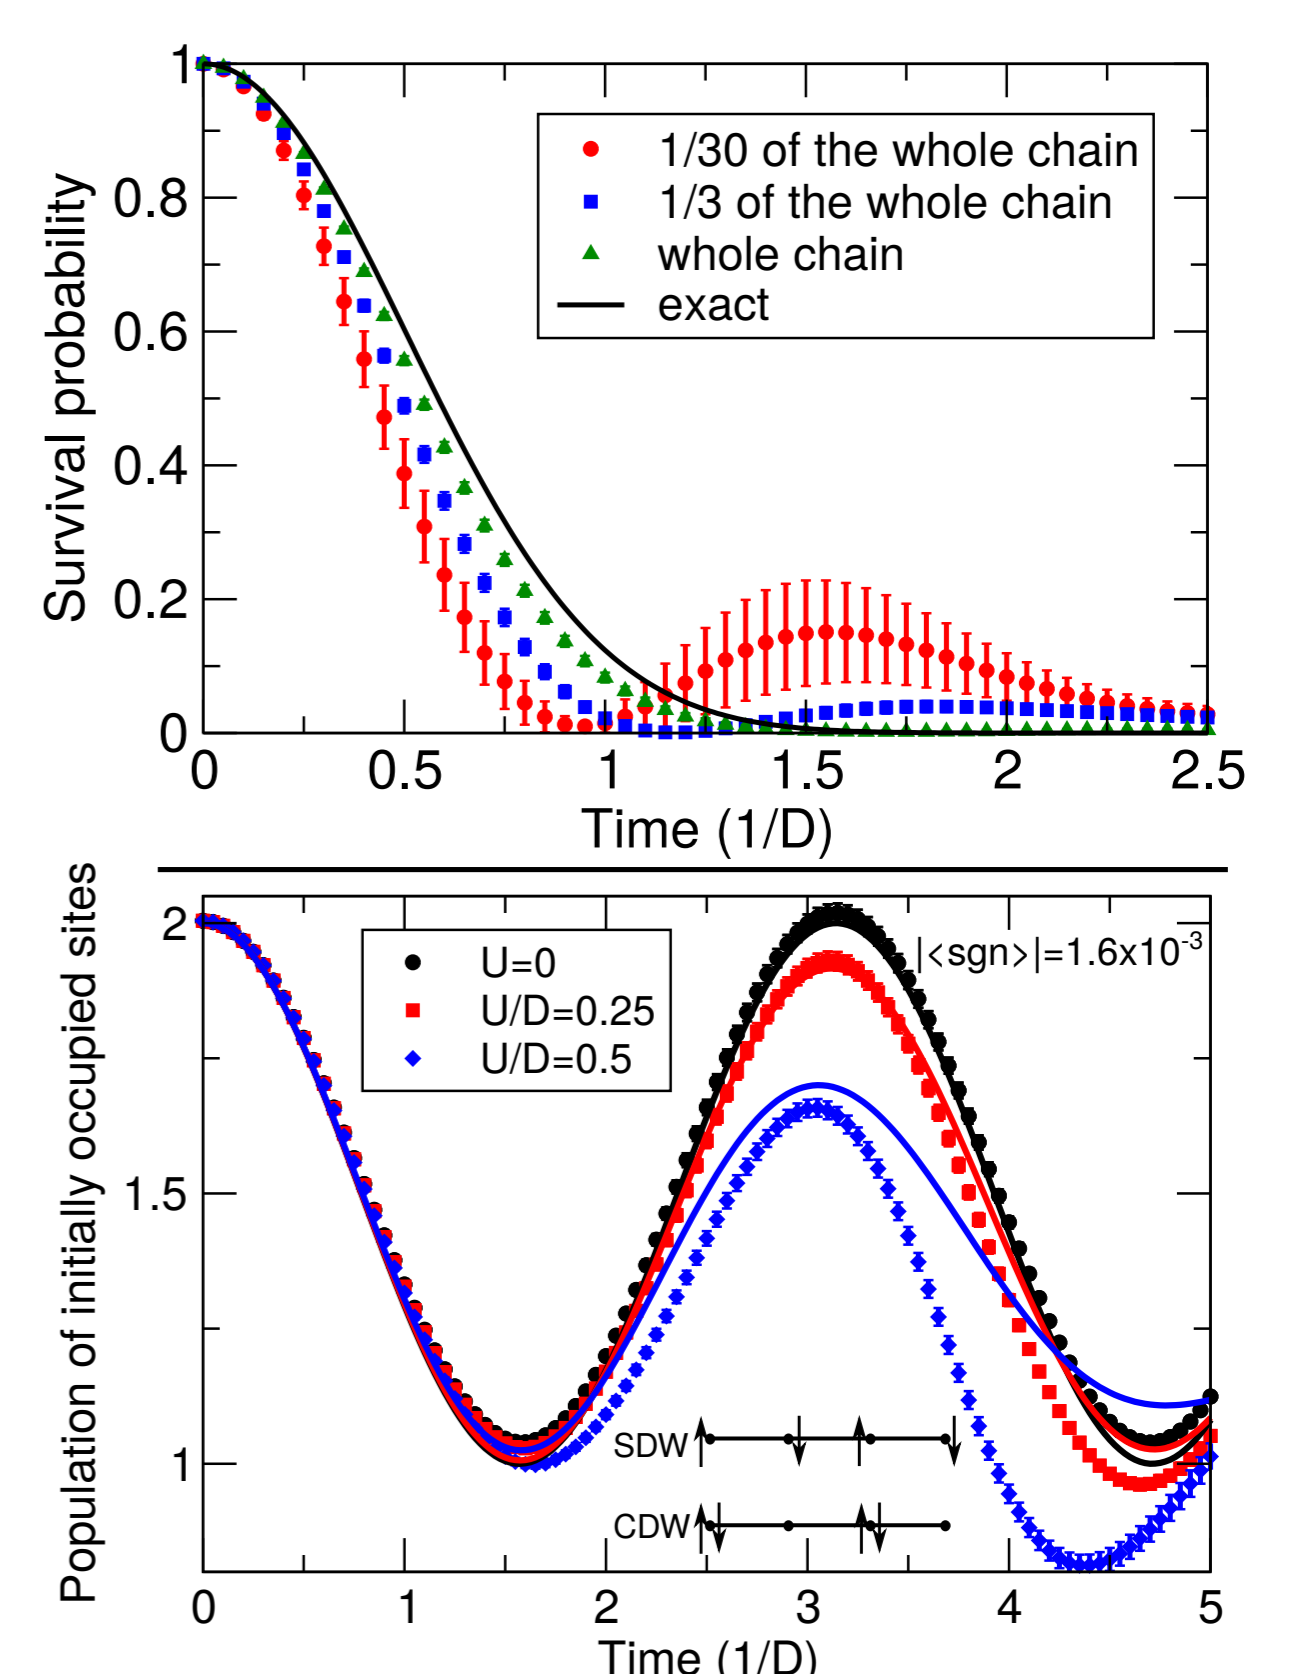 1
0.8
0.6
0.4
0.2
0
Survival probability
1/30 of the whole chain
1/3 of the whole chain
whole chain
exact
0 0.5 1 1.5 2 2.5
Time (1/D)
2
1.5
1
Population of initially occupied sites
U=0
U/D=0.25
U/D=0.5
|<sgn>|=1.6x10⁻³
SDW
CDW
0 1 2 3 4 5
Time (1/D)